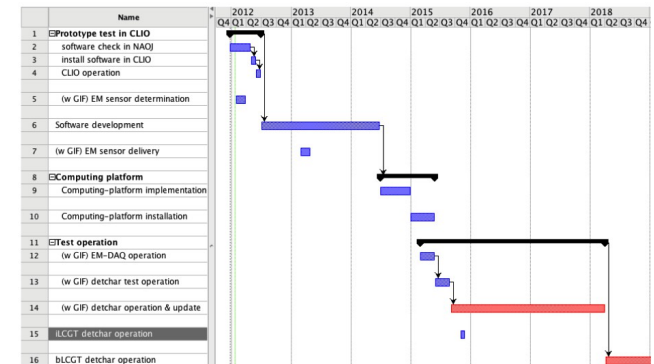 Name
2012 2013 2014 2015 2016 2017 2018
Q4 Q1 Q2 Q3 Q4 Q1 Q2 Q3 Q4 Q1 Q2 Q3 Q4 Q1 Q2 Q3 Q4 Q1 Q2 Q3 Q4 Q1 Q2 Q3 Q4 Q1 Q2 Q3 Q4
1 Prototype test in CLIO
2 software check in NAOJ
3 install software in CLIO
4 CLIO operation
5 (w GIF) EM sensor determination
6 Software development
7 (w GIF) EM sensor delivery
8 Computing platform
9 Computing-platform implementation
10 Computing-platform installation
11 Test operation
12 (w GIF) EM-DAQ operation
13 (w GIF) detchar test operation
14 (w GIF) detchar operation & update
15 iLCGT detchar operation
16 bLCGT detchar operation